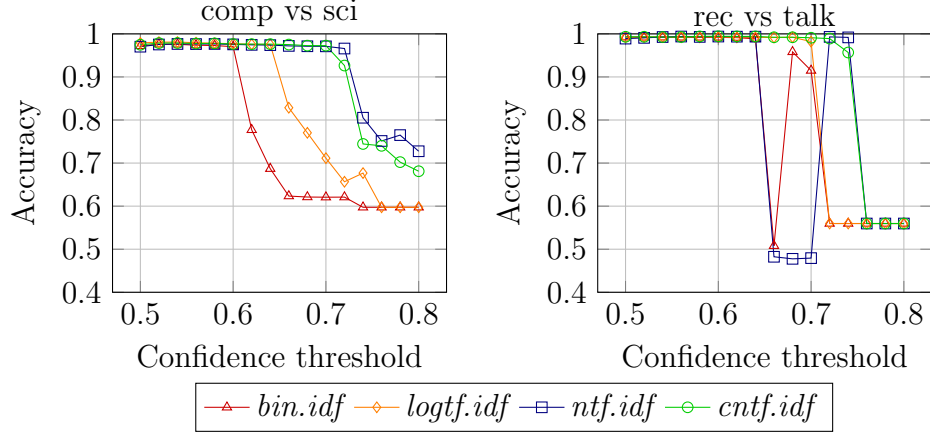 comp vs sci
rec vs talk
1
0.9
0.8
0.7
0.6
0.5
0.4
Accuracy
0.5 0.6 0.7 0.8
Confidence threshold
1
0.9
0.8
0.7
0.6
0.5
0.4
Accuracy
0.5 0.6 0.7 0.8
Confidence threshold
bin.idf logtf.idf ntf.idf cntf.idf